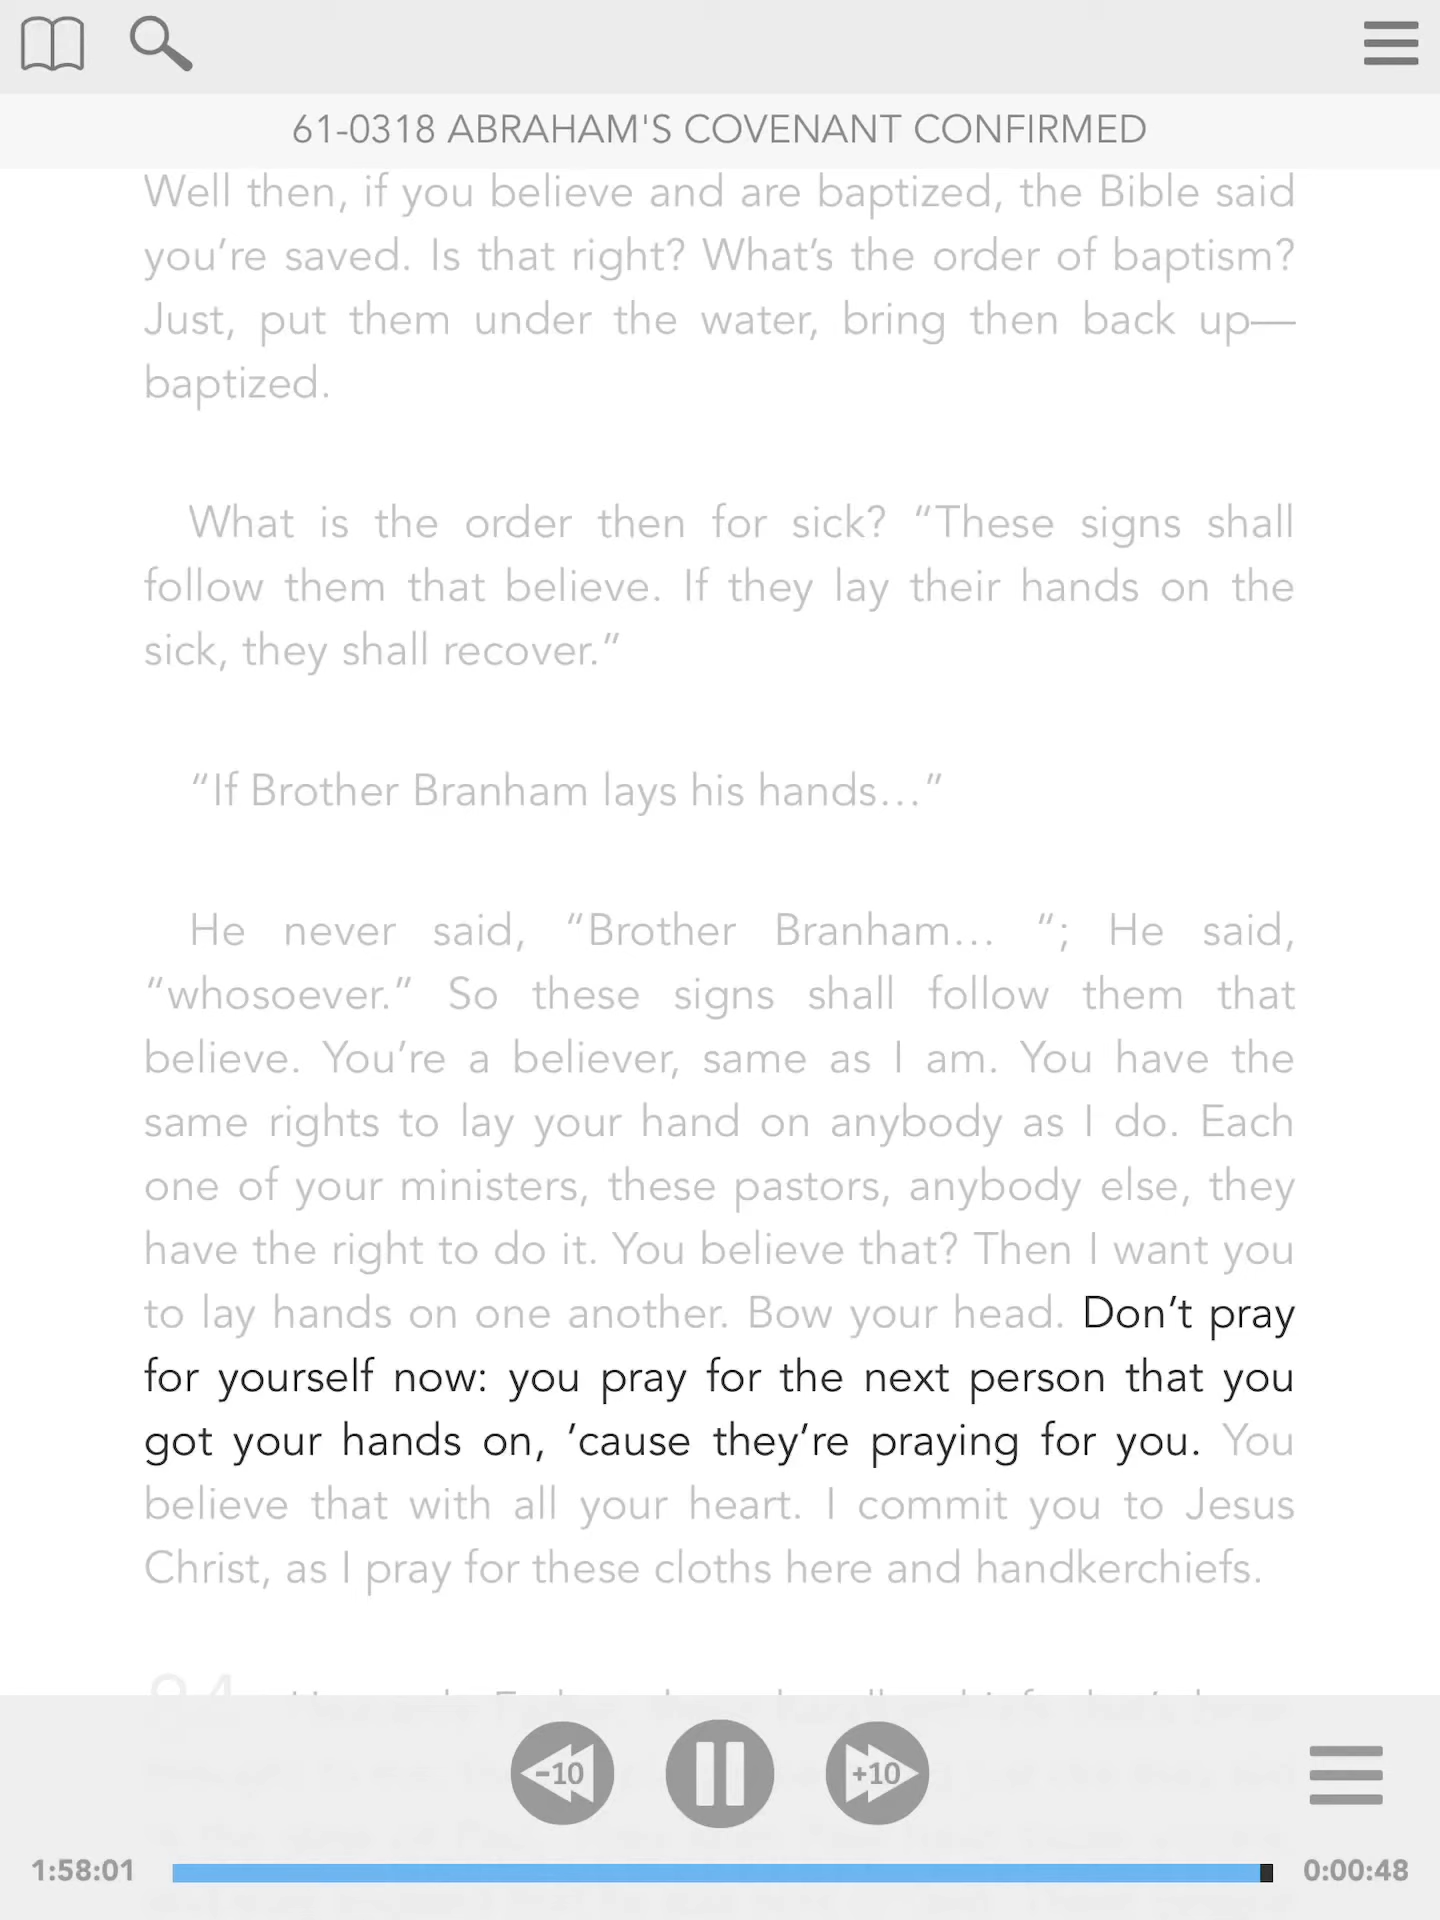 61-0318 ABRAHAM'S COVENANT CONFIRMED
Well then, if you believe and are baptized, the Bible said
you’re saved. Is that right? What’s the order of baptism?
Just, put them under the water, bring then back up—
baptized.
What is the order then for sick? “These signs shall
follow them that believe. If they lay their hands on the
sick, they shall recover.”
“If Brother Branham lays his hands…”
He never said, “Brother Branham… “; He said,
“whosoever.” So these signs shall follow them that
believe. You’re a believer, same as I am. You have the
same rights to lay your hand on anybody as I do. Each
one of your ministers, these pastors, anybody else, they
have the right to do it. You believe that? Then I want you
to lay hands on one another. Bow your head. Don’t pray
for yourself now: you pray for the next person that you
got your hands on, ’cause they’re praying for you. You
believe that with all your heart. I commit you to Jesus
Christ, as I pray for these cloths here and handkerchiefs.
-10
+10
1:58:01
0:00:48